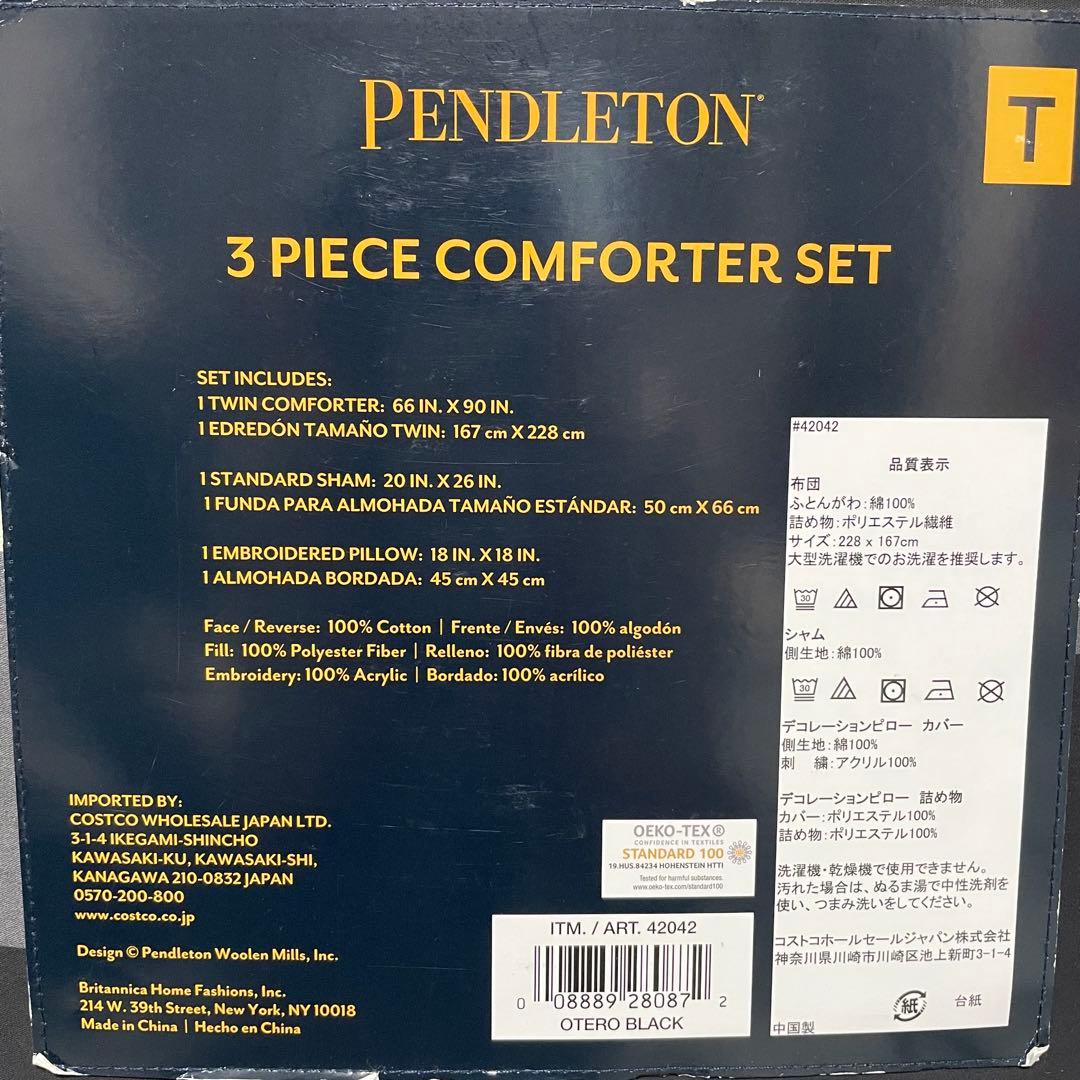 PENDLETON®
T
3 PIECE COMFORTER SET
SET INCLUDES:
1 TWIN COMFORTER: 66 IN. X 90 IN.
1 EDREDÓN TAMAÑO TWIN: 167 cm X 228 cm
1 STANDARD SHAM: 20 IN. X 26 IN.
1 FUNDA PARA ALMOHADA TAMAÑO ESTÁNDAR: 50 cm X 66 cm
1 EMBROIDERED PILLOW: 18 IN. X 18 IN.
1 ALMOHADA BORDADA: 45 cm X 45 cm
Face / Reverse: 100% Cotton | Frente / Envés: 100% algodón
Fill: 100% Polyester Fiber | Relleno: 100% fibra de poliéster
Embroidery: 100% Acrylic | Bordado: 100% acrílico
IMPORTED BY:
COSTCO WHOLESALE JAPAN LTD.
3-1-4 IKEGAMI-SHINCHO
KAWASAKI-KU, KAWASAKI-SHI,
KANAGAWA 210-0832 JAPAN
0570-200-800
www.costco.co.jp
Design © Pendleton Woolen Mills, Inc.
Britannica Home Fashions, Inc.
214 W. 39th Street, New York, NY 10018
Made in China | Hecho en China
OEKO-TEX®
CONFIDENCE IN TEXTILES
STANDARD 100
19.HUS.84234 HOHENSTEIN HTTI
Tested for harmful substances.
www.oeko-tex.com/standard100
ITM. / ART. 42042
0 08889 28087 2
OTERO BLACK
#42042
品質表示
布団
ふとんがわ:綿100%
詰め物:ポリエステル繊維
サイズ:228 x 167cm
大型洗濯機でのお洗濯を推奨します。
30
シャム
側生地:綿100%
30
デコレーションピロー カバー
側生地:綿100%
刺 繍:アクリル100%
デコレーションピロー 詰め物
カバー:ポリエステル100%
詰め物:ポリエステル100%
洗濯機・乾燥機で使用できません。
汚れた場合は、ぬるま湯で中性洗剤を
使い、つまみ洗いをしてください。
コストコホールセールジャパン株式会社
神奈川県川崎市川崎区池上新町3-1-4
紙 台紙
中国製